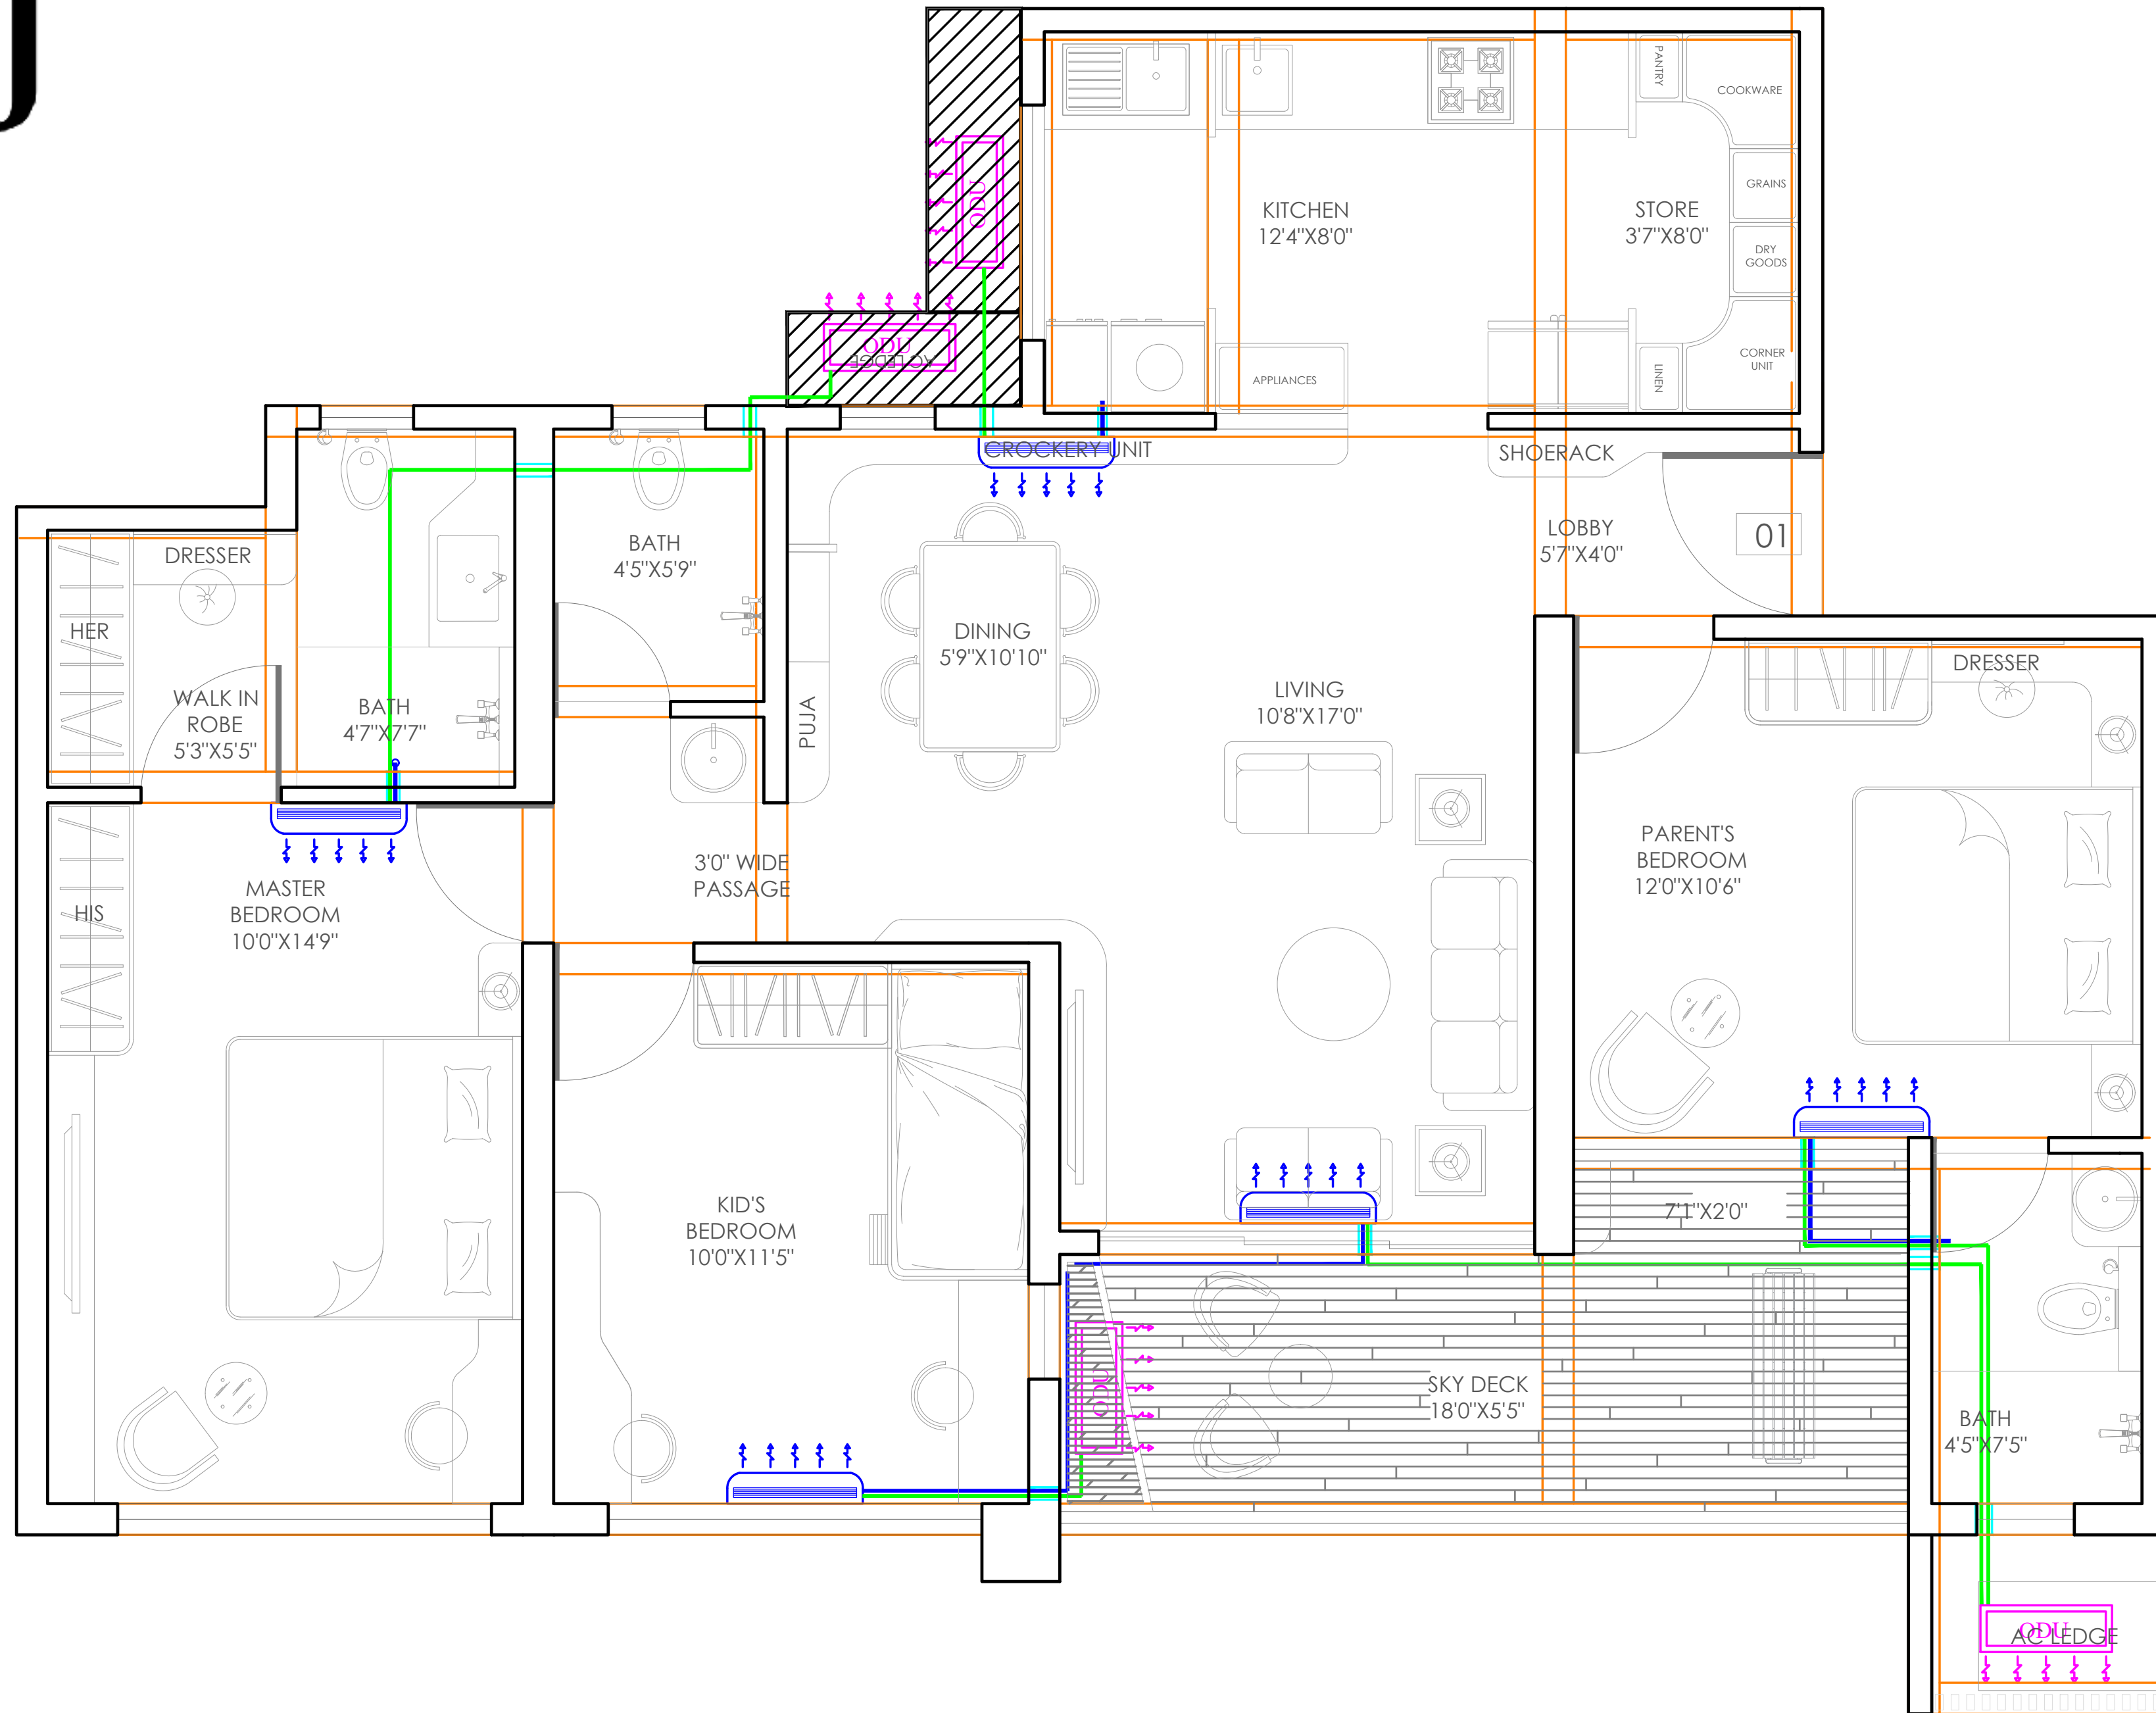 PANTRY
COOKWARE
GRAINS
DRY
GOODS
CORNER
UNIT
LINEN
KITCHEN
12'4"X8'0"
STORE
3'7"X8'0"
APPLIANCES
ODU
ODU
AC LEDGE
CROCKERY UNIT
SHOERACK
LOBBY
5'7"X4'0"
01
DRESSER
HER
WALK IN
ROBE
5'3"X5'5"
BATH
4'7"X7'7"
BATH
4'5"X5'9"
PUJA
DINING
5'9"X10'10"
LIVING
10'8"X17'0"
DRESSER
PARENT'S
BEDROOM
12'0"X10'6"
3'0" WIDE
PASSAGE
MASTER
BEDROOM
10'0"X14'9"
HIS
KID'S
BEDROOM
10'0"X11'5"
7'1"X2'0"
ODU
SKY DECK
18'0"X5'5"
BATH
4'5"X7'5"
ODU
AC LEDGE